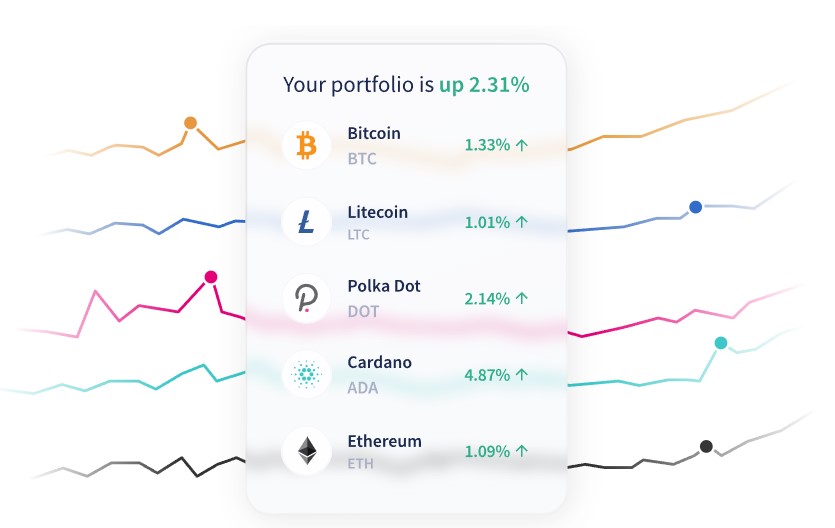 Your portfolio is up 2.31%
Bitcoin
BTC
1.33% ↑
Litecoin
LTC
1.01% ↑
Polka Dot
DOT
2.14% ↑
Cardano
ADA
4.87% ↑
Ethereum
ETH
1.09% ↑